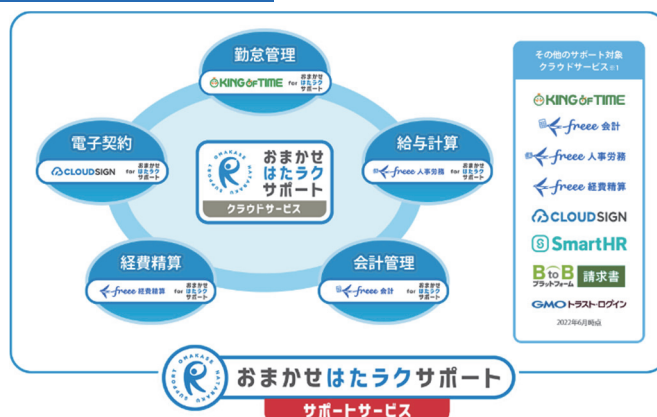 勤怠管理
KING OF TIME for おまかせ はたラク サポート
電子契約
CLOUDSIGN for おまかせ はたラク サポート
給与計算
freee 人事労務 for おまかせ はたラク サポート
経費精算
freee 経費精算 for おまかせ はたラク サポート
会計管理
freee 会計 for おまかせ はたラク サポート
OMAKASE HATARAKU SUPPORT
おまかせ
はたラク
サポート
クラウドサービス
その他のサポート対象
クラウドサービス※1
KING OF TIME
freee 会計
freee 人事労務
freee 経費精算
CLOUDSIGN
SmartHR
BtoB
プラットフォーム 請求書
GMOトラスト・ログイン
2022年6月時点
OMAKASE HATARAKU SUPPORT
おまかせはたラクサポート
サポートサービス